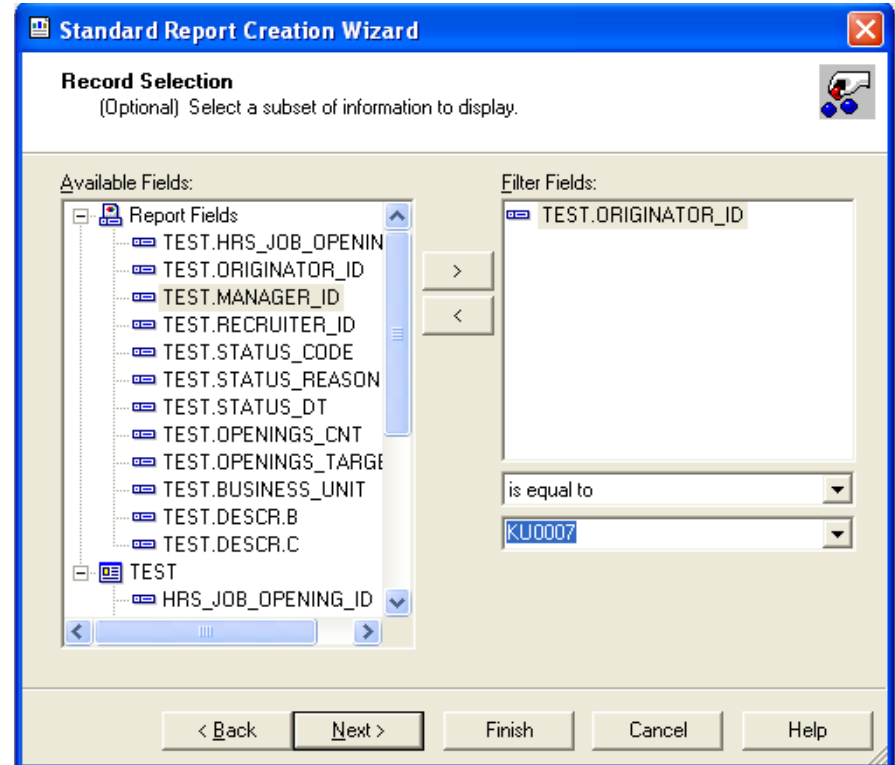 Standard Report Creation Wizard
Record Selection
(Optional) Select a subset of information to display.
Available Fields:
Report Fields
TEST.HRS_JOB_OPENIN
TEST.ORIGINATOR_ID
TEST.MANAGER_ID
TEST.RECRUITER_ID
TEST.STATUS_CODE
TEST.STATUS_REASON
TEST.STATUS_DT
TEST.OPENINGS_CNT
TEST.OPENINGS_TARGE
TEST.BUSINESS_UNIT
TEST.DESCR.B
TEST.DESCR.C
TEST
HRS_JOB_OPENING_ID
>
<
Filter Fields:
TEST.ORIGINATOR_ID
is equal to
KU0007
< Back Next > Finish Cancel Help